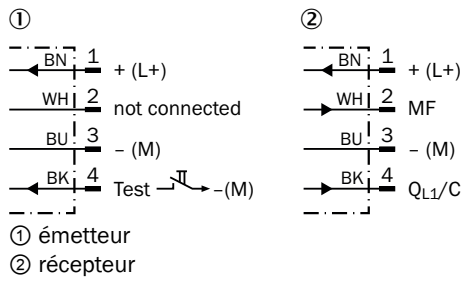 ① ②
BN 1 + (L+) BN 1 + (L+)
WH 2 not connected WH 2 MF
BU 3 – (M) BU 3 – (M)
BK 4 Test –(M) BK 4 QL1/C
① émetteur
② récepteur